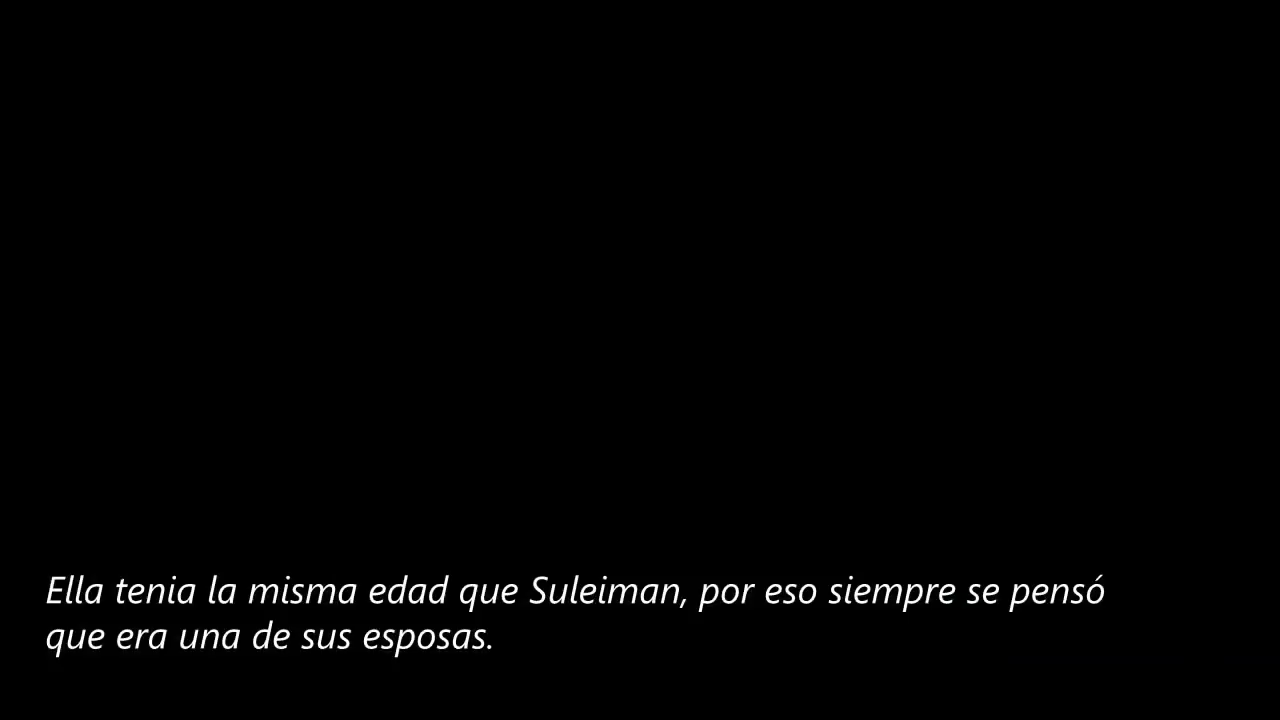 Ella tenia la misma edad que Suleiman, por eso siempre se pensó
que era una de sus esposas.